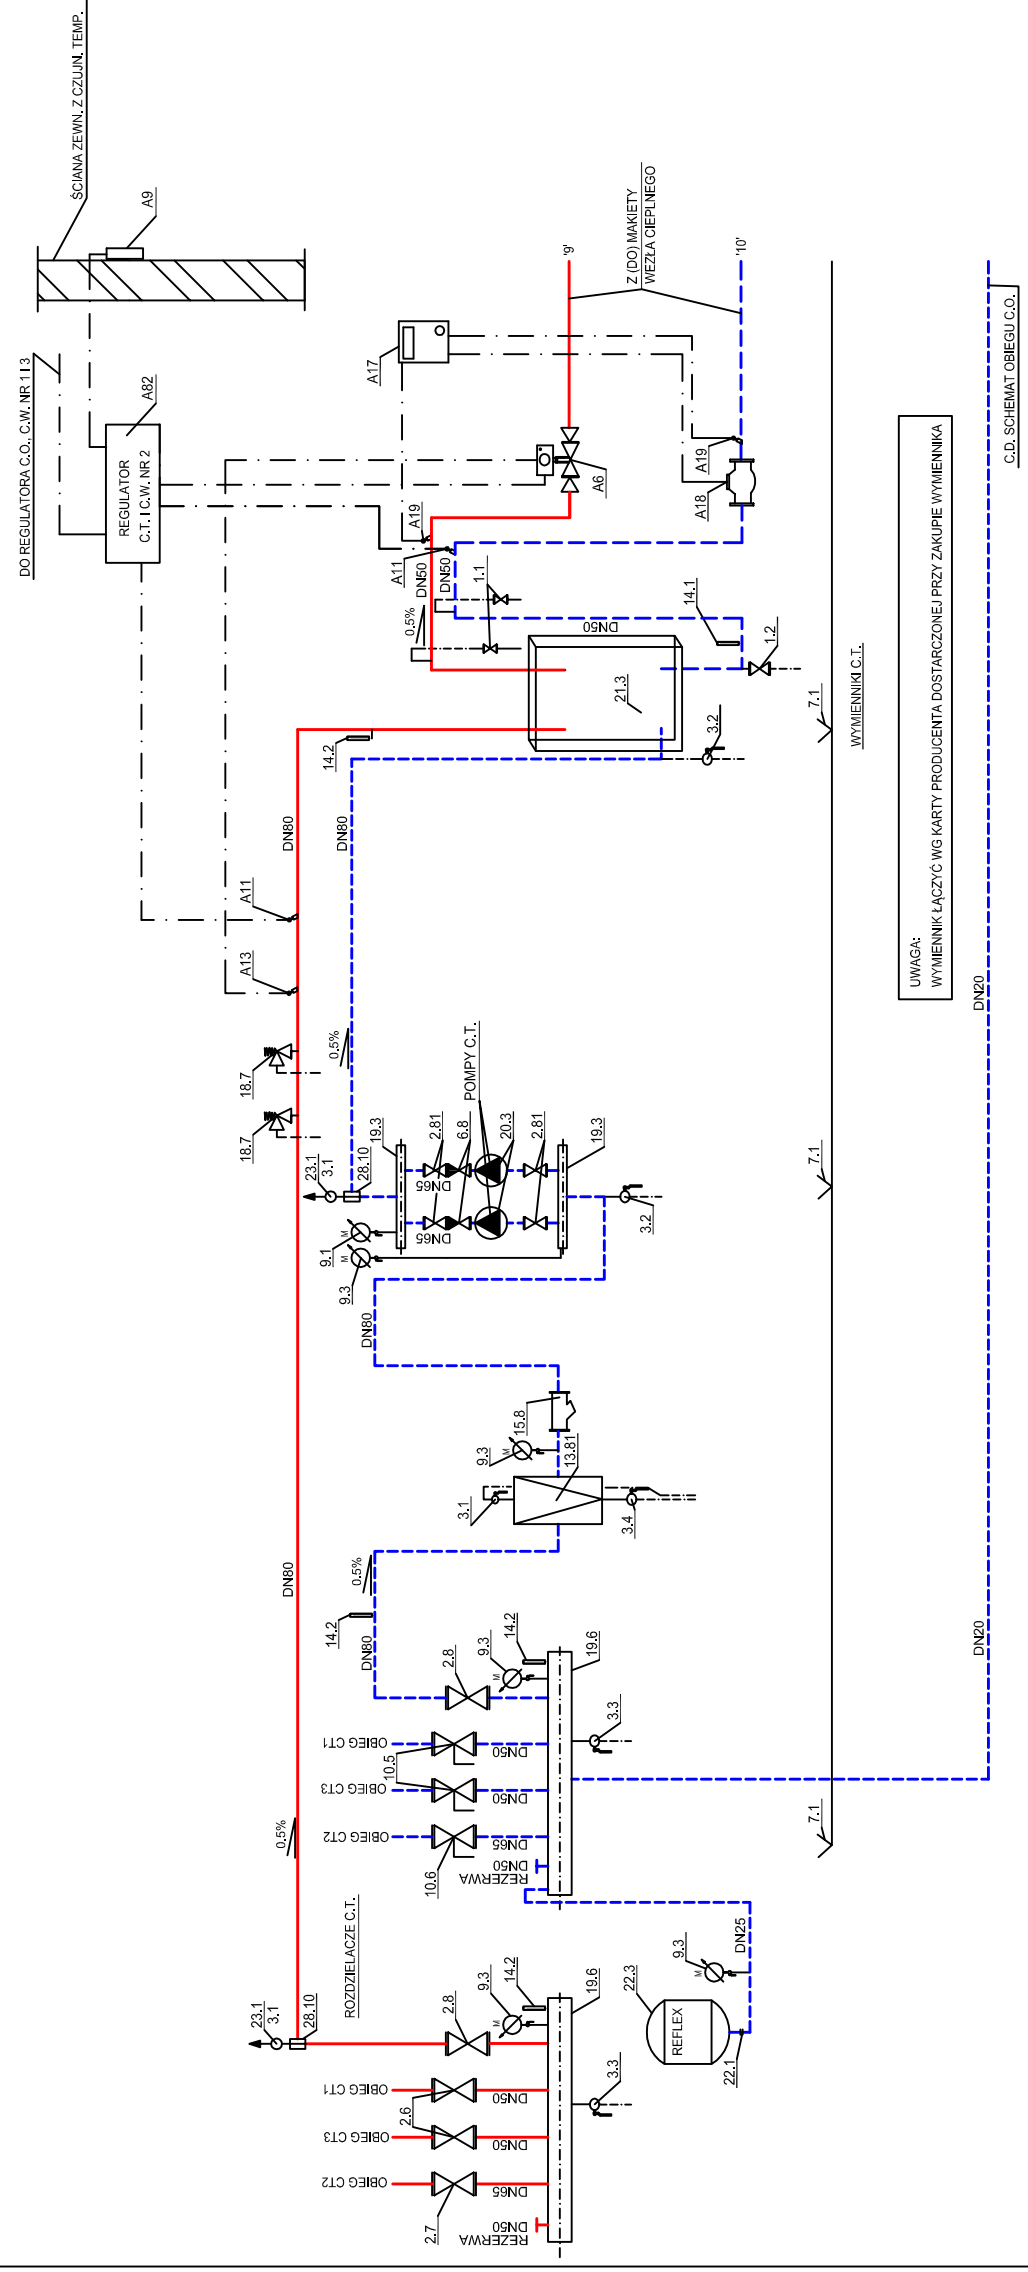 ŚCIANA ZEWN. Z CZUJN. TEMP.
A9
DO REGULATORA C.O., C.W. NR 1 I 3
A82
REGULATOR
C.T. I C.W. NR 2
A17
Z (DO) MAKIETY
WĘZŁA CIEPLNEGO
'9'
'10'
A6
A19
A18
A19
A11
DN50
DN50
0.5%
1.1
DN50
14.1
1.2
21.3
3.2
14.2
7.1
WYMIENNIKI C.T.
C.D. SCHEMAT OBIEGU C.O.
UWAGA:
WYMIENNIK ŁĄCZYĆ WG KARTY PRODUCENTA DOSTARCZONEJ PRZY ZAKUPIE WYMIENNIKA
DN80
DN80
A11
A13
18.7
18.7
0.5%
DN20
POMPY C.T.
19.3
2.81
6.8
20.3
2.81
19.3
23.1
3.1
28.10
DN65
DN65
9.1
M
9.3
M
3.2
7.1
DN80
15.8
9.3
M
13.81
3.1
3.4
DN80
0.5%
14.2
DN80
2.8
9.3
M
14.2
19.6
DN20
OBIEG CT1
10.5
OBIEG CT3
OBIEG CT2
10.6
DN50
DN50
DN65
DN50
REZERWA
3.3
7.1
0.5%
ROZDZIELACZE C.T.
DN25
9.3
M
22.3
REFLEX
22.1
23.1
3.1
28.10
2.8
9.3
M
14.2
19.6
OBIEG CT1
2.6
OBIEG CT3
OBIEG CT2
2.7
DN50
DN50
DN65
DN50
REZERWA
3.3